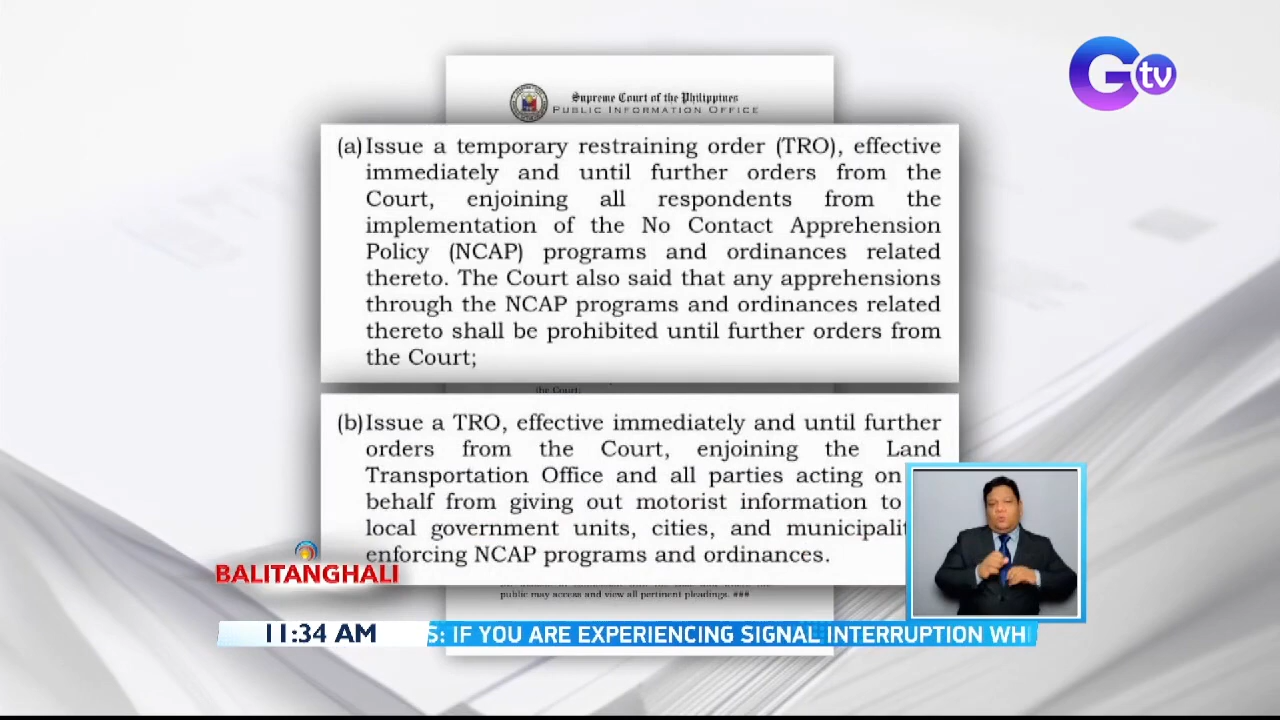 Gtv
Supreme Court of the Philippines
PUBLIC INFORMATION OFFICE
(a) Issue a temporary restraining order (TRO), effective
immediately and until further orders from the
Court, enjoining all respondents from the
implementation of the No Contact Apprehension
Policy (NCAP) programs and ordinances related
thereto. The Court also said that any apprehensions
through the NCAP programs and ordinances related
thereto shall be prohibited until further orders from
the Court;
the Court;
(b) Issue a TRO, effective immediately and until further
orders from the Court, enjoining the Land
Transportation Office and all parties acting on
behalf from giving out motorist information to
local government units, cities, and municipalit
enforcing NCAP programs and ordinances.
public may access and view all pertinent pleadings. ###
BALITANGHALI
11:34 AM
S: IF YOU ARE EXPERIENCING SIGNAL INTERRUPTION WH